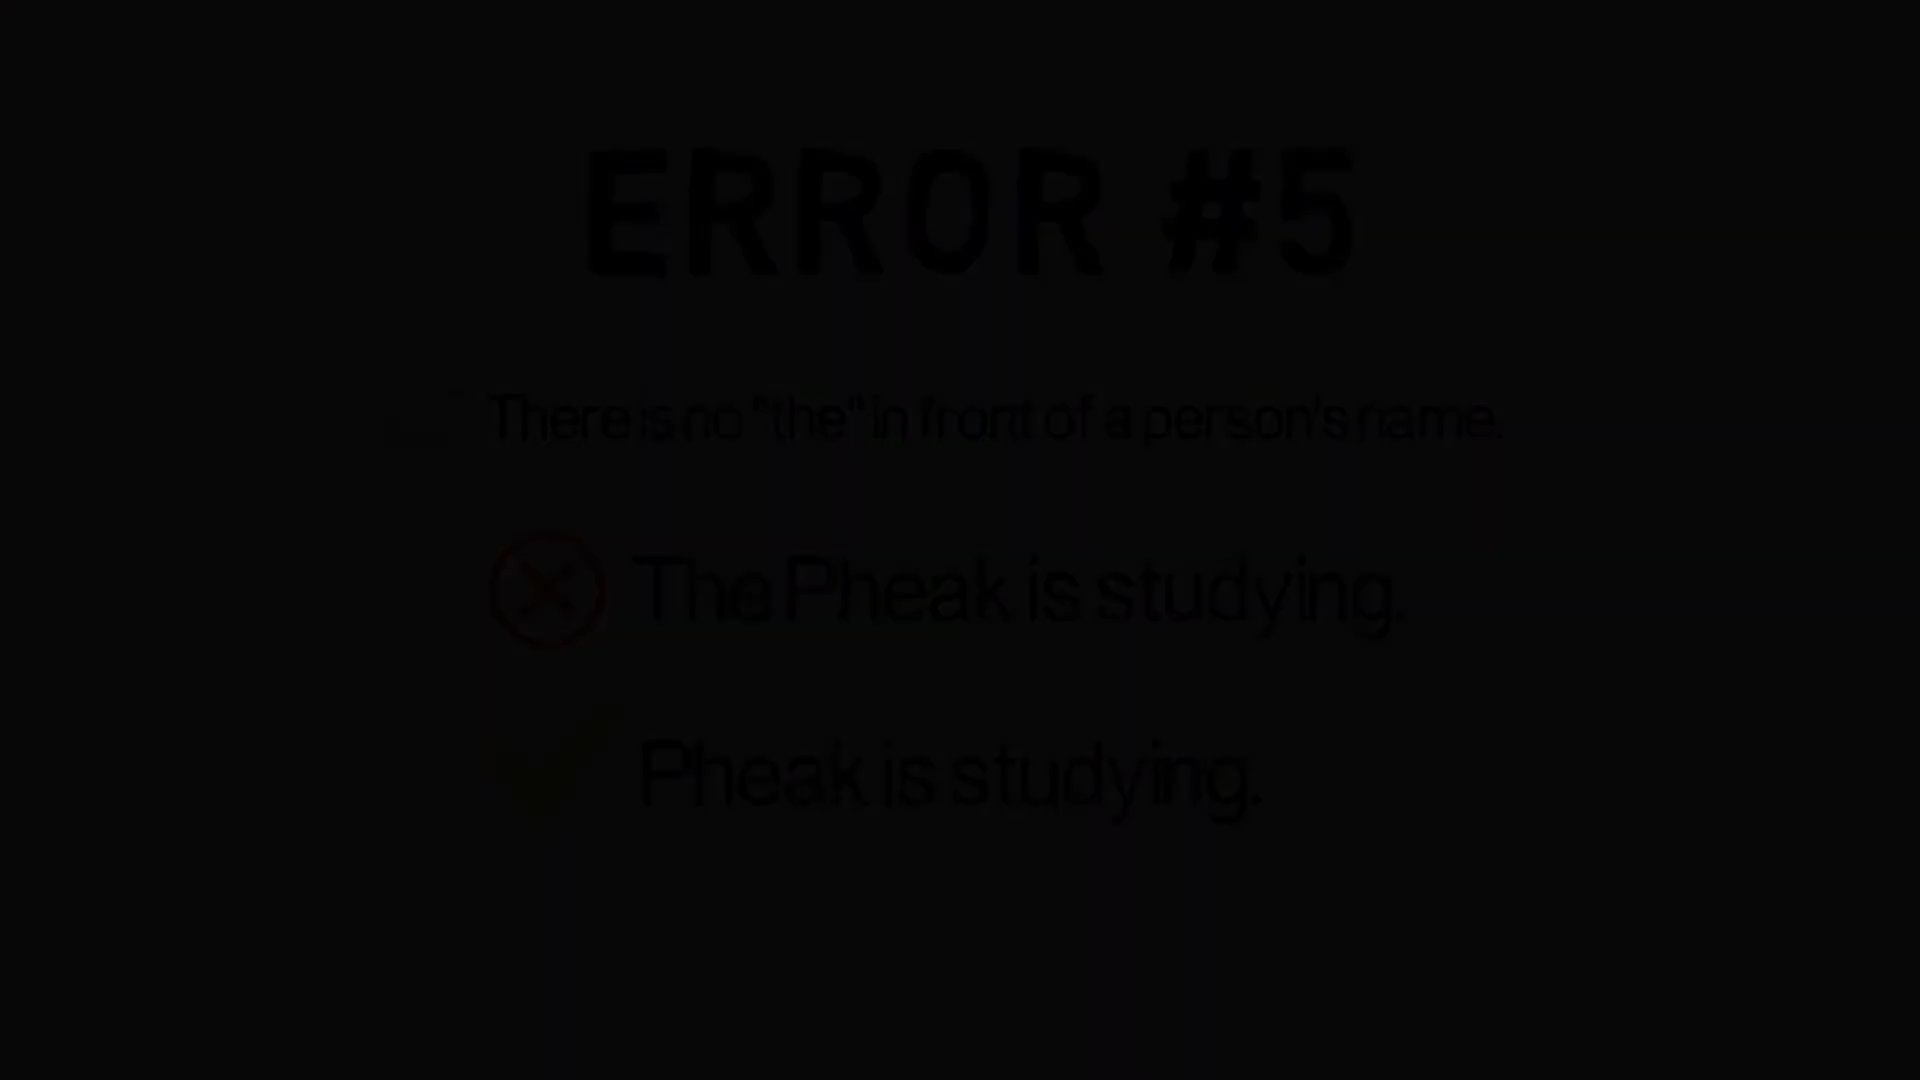 ERROR #5
There is no "the" in front of a person's name.
The Pheak is studying.
Pheak is studying.